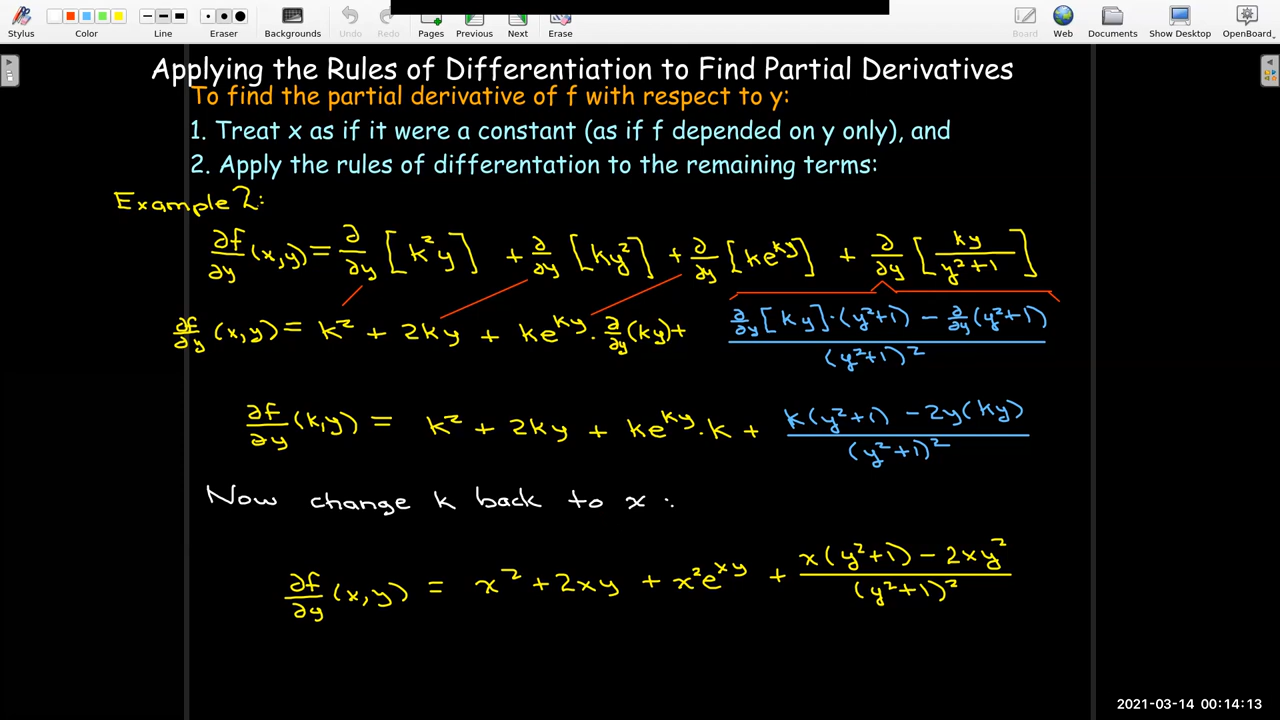 Stylus Color Line Eraser Backgrounds Undo Redo Pages Previous Next Erase Board Web Documents Show Desktop OpenBoard
Applying the Rules of Differentiation to Find Partial Derivatives
To find the partial derivative of f with respect to y:
1. Treat x as if it were a constant (as if f depended on y only), and
2. Apply the rules of differentation to the remaining terms:
Example 2:
∂f/∂y (x,y) = ∂/∂y [k²y] + ∂/∂y [ky²] + ∂/∂y [ke^(ky)] + ∂/∂y [ky/(y²+1)]
∂f/∂y (x,y) = k² + 2ky + ke^(ky) · ∂/∂y (ky) + (∂/∂y [ky]·(y²+1) − ∂/∂y (y²+1))/(y²+1)²
∂f/∂y (k,y) = k² + 2ky + ke^(ky) · k + (k(y²+1) − 2y(ky))/(y²+1)²
Now change k back to x :
∂f/∂y (x,y) = x² + 2xy + x²e^(xy) + (x(y²+1) − 2xy²)/(y²+1)²
2021-03-14 00:14:13